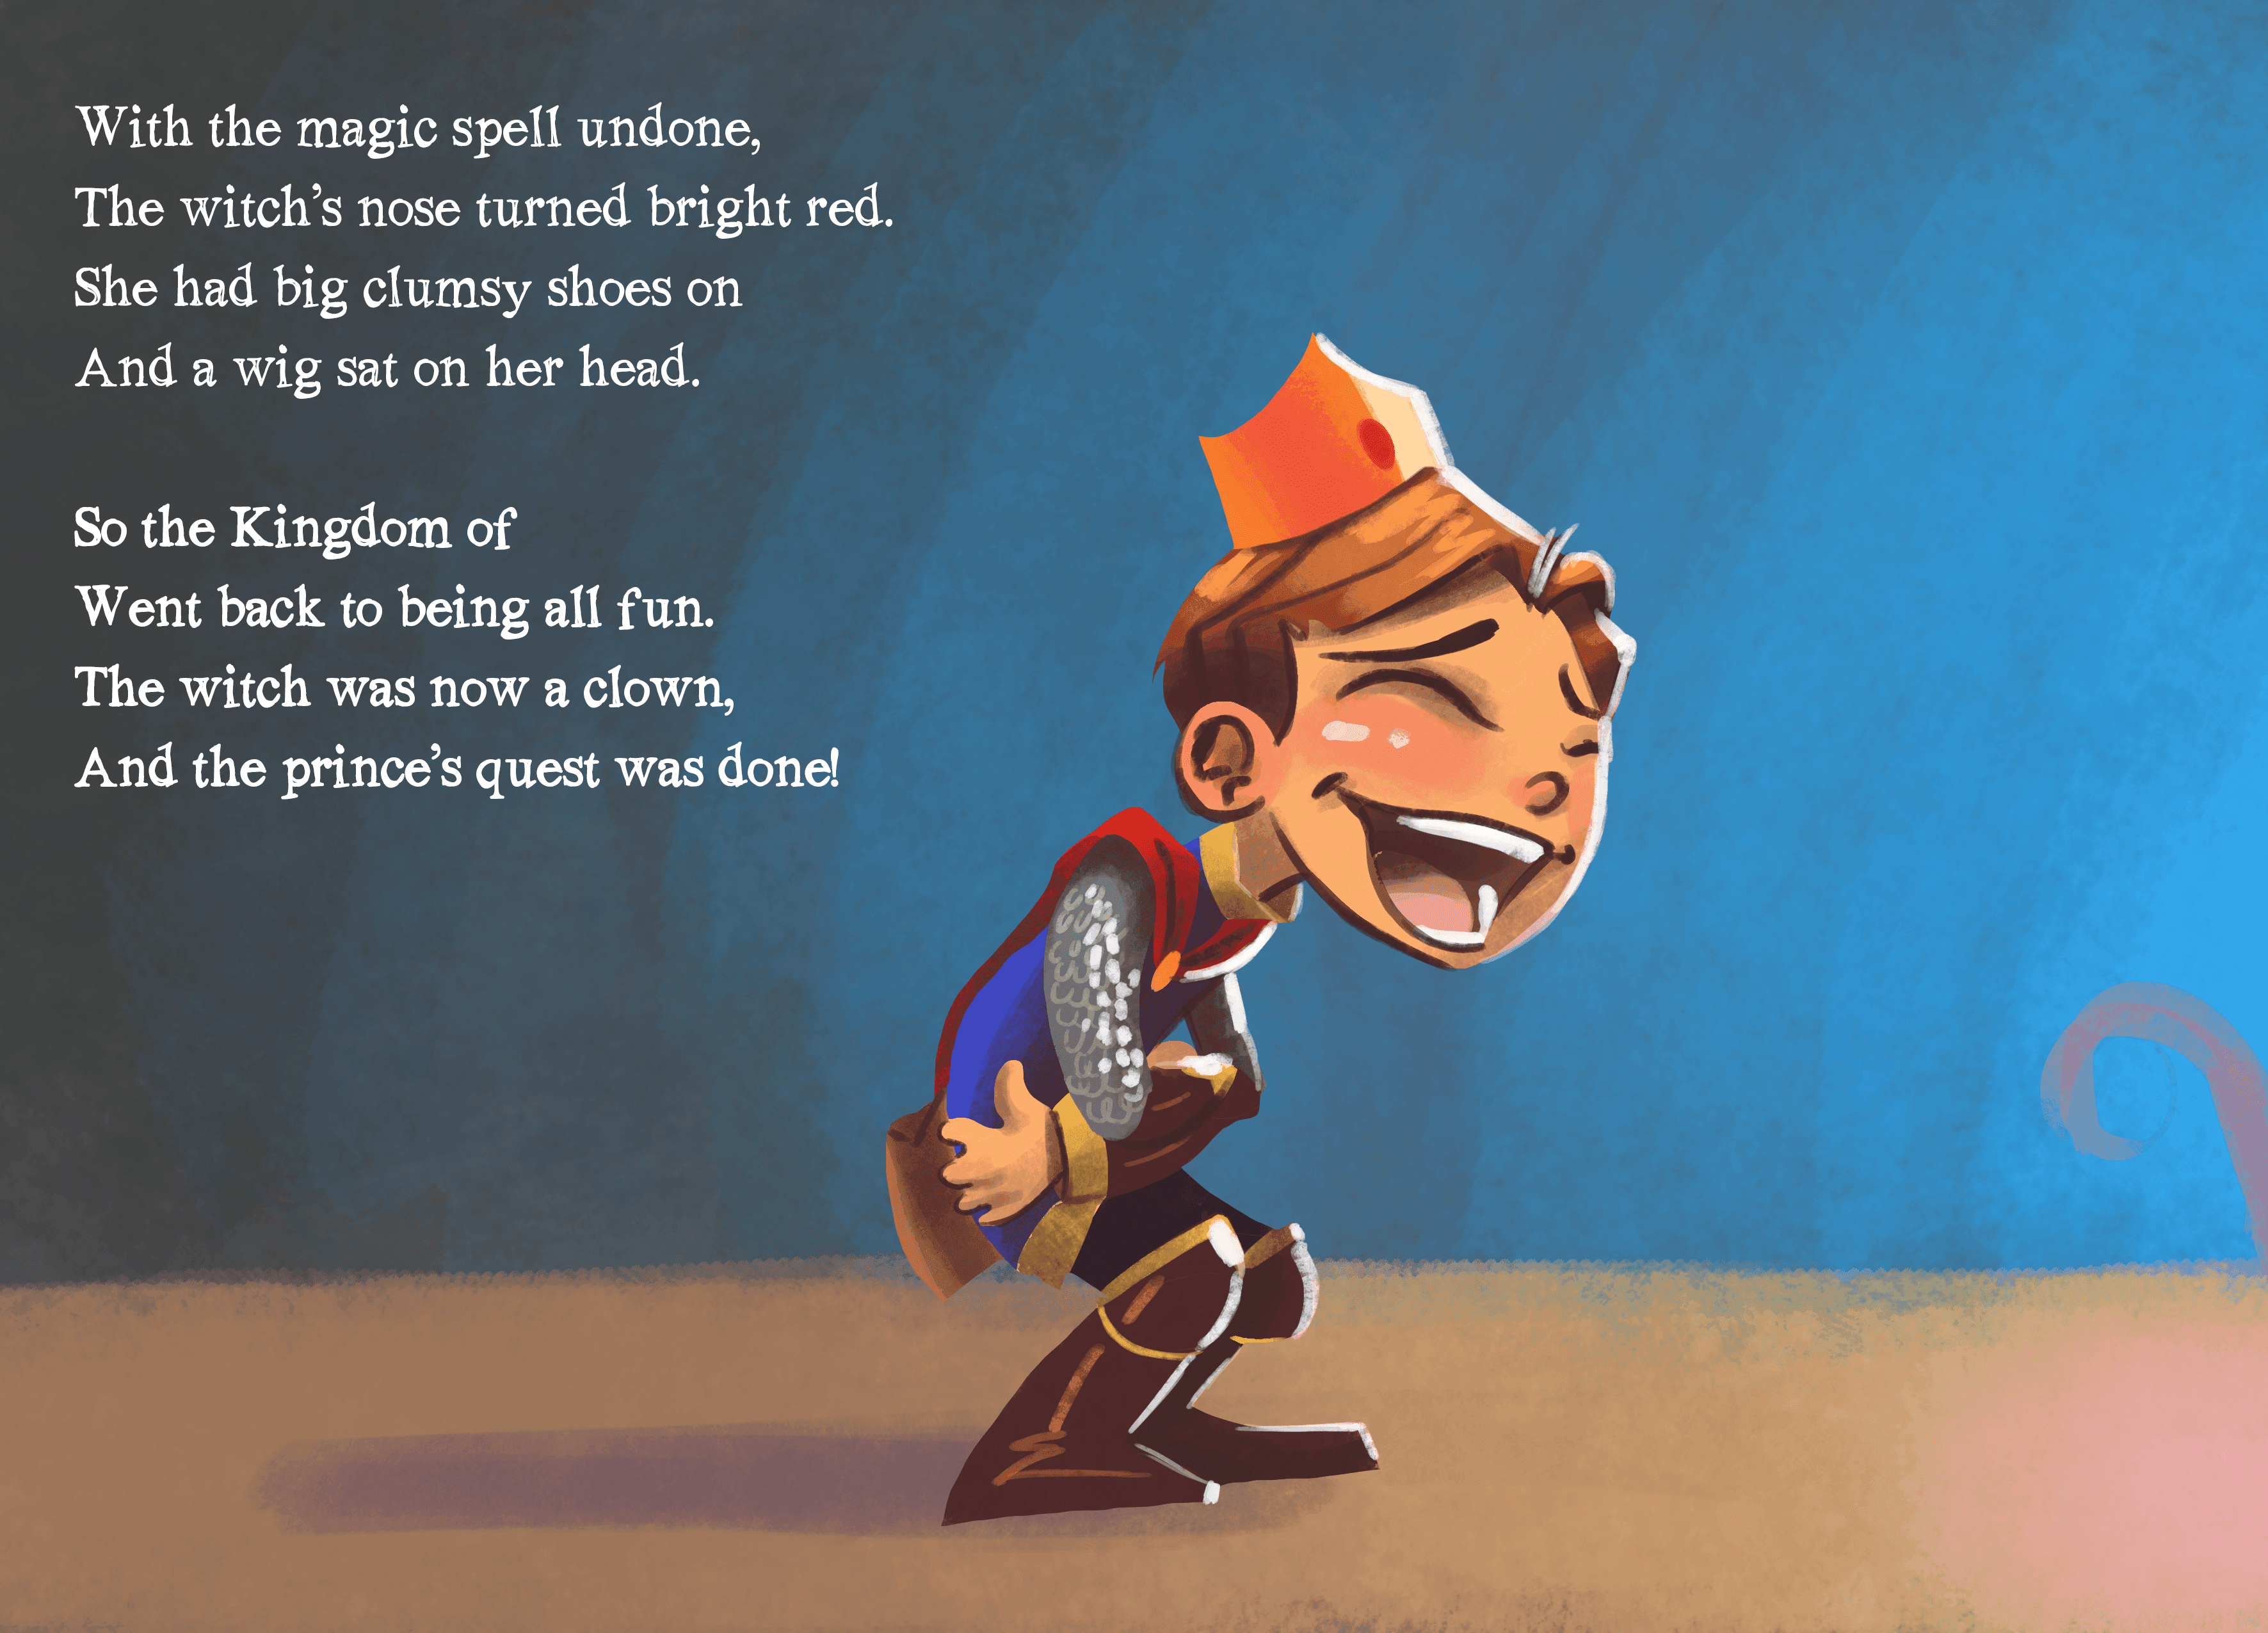 With the magic spell undone,
The witch’s nose turned bright red.
She had big clumsy shoes on
And a wig sat on her head.
So the Kingdom of
Went back to being all fun.
The witch was now a clown,
And the prince’s quest was done!